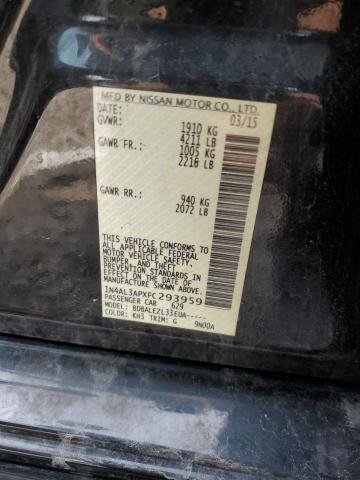 MFD BY NISSAN MOTOR CO., LTD.
DATE: 03/15
GVWR: 1910 KG
4211 LB
GAWR FR.: 1005 KG
2216 LB
GAWR RR: 940 KG
2072 LB
THIS VEHICLE CONFORMS TO
ALL APPLICABLE FEDERAL
MOTOR VEHICLE SAFETY,
BUMPER, AND THEFT
PREVENTION STANDARDS
IN EFFECT ON THE DATE OF
MANUFACTURE SHOWN ABOVE.
1N4AL3APXFC293959
PASSENGER CAR 629
MODEL: BDBALEZL33EUA-----
COLOR: KH3 TRIM: G 9N00A